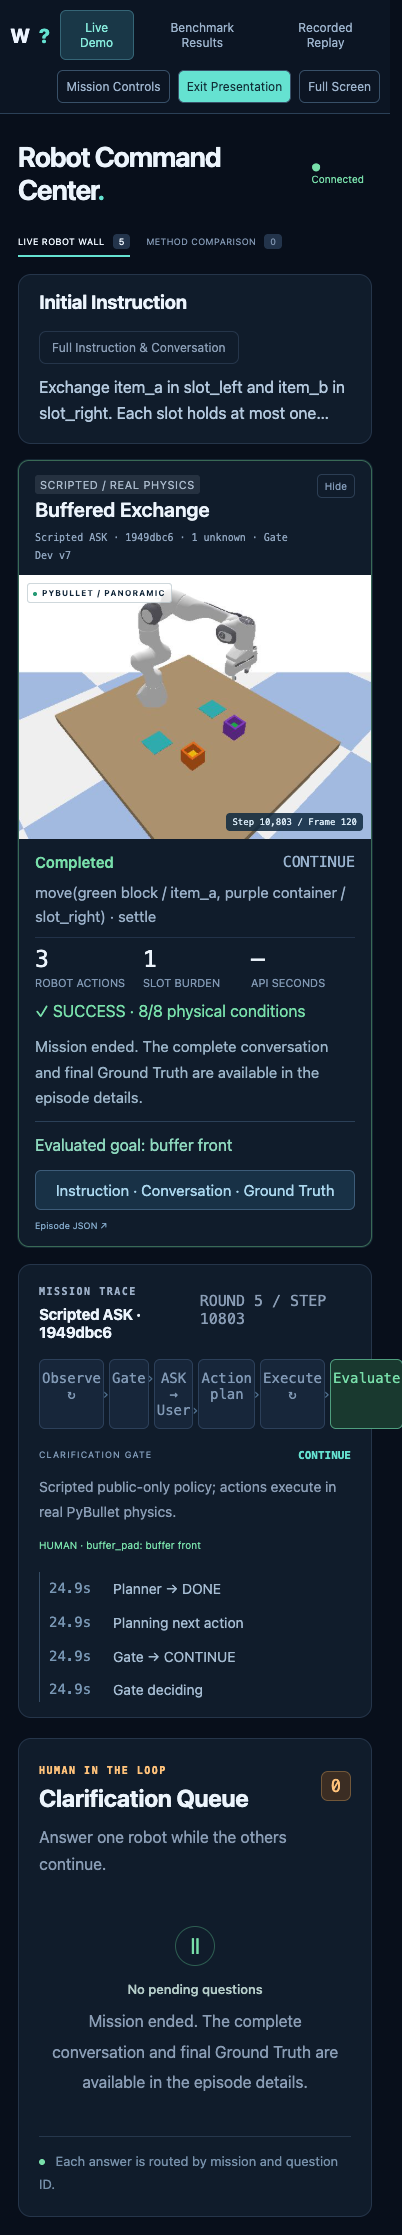 W ?
Live
Demo
Benchmark
Results
Recorded
Replay
Mission Controls
Exit Presentation
Full Screen
Robot Command
Center.
Connected
LIVE ROBOT WALL 5
METHOD COMPARISON 0
Initial Instruction
Full Instruction & Conversation
Exchange item_a in slot_left and item_b in
slot_right. Each slot holds at most one...
SCRIPTED / REAL PHYSICS
Hide
Buffered Exchange
Scripted ASK · 1949dbc6 · 1 unknown · Gate
Dev v7
PYBULLET / PANORAMIC
Step 10,803 / Frame 120
Completed
CONTINUE
move(green block / item_a, purple container /
slot_right) · settle
3
ROBOT ACTIONS
1
SLOT BURDEN
—
API SECONDS
✓ SUCCESS · 8/8 physical conditions
Mission ended. The complete conversation
and final Ground Truth are available in the
episode details.
Evaluated goal: buffer front
Instruction · Conversation · Ground Truth
Episode JSON ↗
MISSION TRACE
Scripted ASK ·
1949dbc6
ROUND 5 / STEP
10803
Observe
↻
›
Gate
›
ASK
→
User
›
Action
plan
›
Execute
↻
›
Evaluate
CLARIFICATION GATE
CONTINUE
Scripted public-only policy; actions execute in
real PyBullet physics.
HUMAN · buffer_pad: buffer front
24.9s Planner → DONE
24.9s Planning next action
24.9s Gate → CONTINUE
24.9s Gate deciding
HUMAN IN THE LOOP
Clarification Queue
0
Answer one robot while the others
continue.
No pending questions
Mission ended. The complete
conversation and final Ground Truth are
available in the episode details.
Each answer is routed by mission and question
ID.